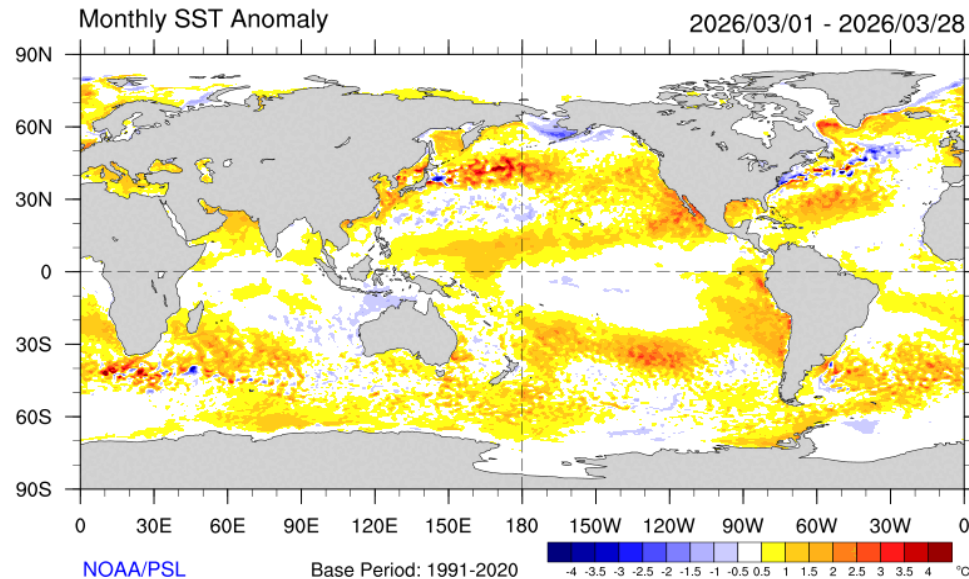 Monthly SST Anomaly 2026/03/01 - 2026/03/28
90N
60N
30N
0
30S
60S
90S
0 30E 60E 90E 120E 150E 180 150W 120W 90W 60W 30W 0
NOAA/PSL Base Period: 1991-2020 -4 -3.5 -3 -2.5 -2 -1.5 -1 -0.5 0.5 1 1.5 2 2.5 3 3.5 4 °C